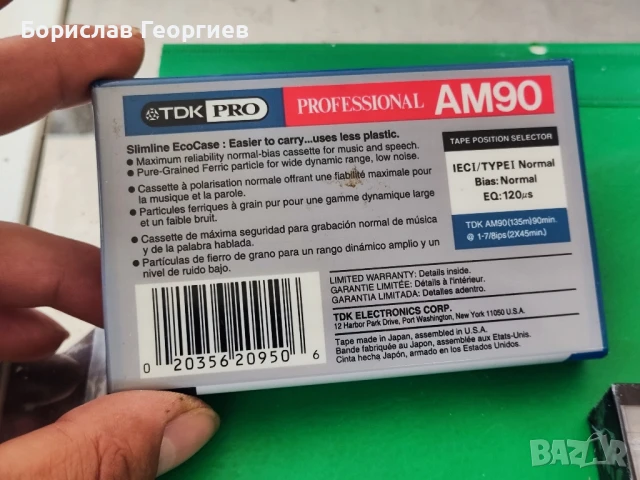 Борислав Георгиев
TDK PRO PROFESSIONAL AM90
Slimline EcoCase : Easier to carry...uses less plastic.
• Maximum reliability normal-bias cassette for music and speech.
• Pure-Grained Ferric particle for wide dynamic range, low noise.
• Cassette à polarisation normale offrant une fiabilité maximale pour
la musique et la parole.
• Particules ferriques à grain pur pour une gamme dynamique large
et un faible bruit.
• Cassette de máxima seguridad para grabación normal de música
y de la palabra hablada.
• Partículas de fierro de grano para un rango dinámico amplio y un
nivel de ruido bajo.
TAPE POSITION SELECTOR
IECI/TYPEI Normal
Bias: Normal
EQ: 120µs
TDK AM90(135m)90min.
@ 1-7/8ips(2X45min.)
LIMITED WARRANTY: Details inside.
GARANTIE LIMITÉE: Détails à l'intérieur.
GARANTIA LIMITADA: Detalles adentro.
TDK ELECTRONICS CORP.
12 Harbor Park Drive, Port Washington, New York 11050 U.S.A.
Tape made in Japan, assembled in U.S.A.
Bande fabriquée au Japon, assemblée aux Etats-Unis.
Cinta hecha Japón, armado en los Estados Unidos.
0 20356 20950 6
BAZAR